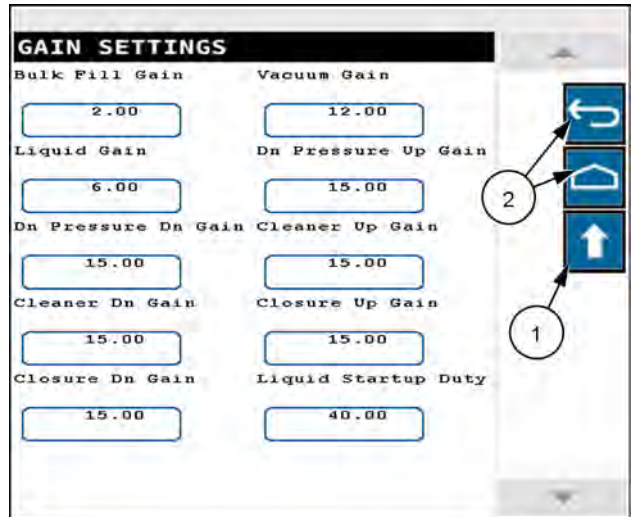 GAIN SETTINGS
Bulk Fill Gain Vacuum Gain
2.00 12.00
Liquid Gain Dn Pressure Up Gain
6.00 15.00
Dn Pressure Dn Gain Cleaner Up Gain
15.00 15.00
Cleaner Dn Gain Closure Up Gain
15.00 15.00
Closure Dn Gain Liquid Startup Duty
15.00 40.00
2
1